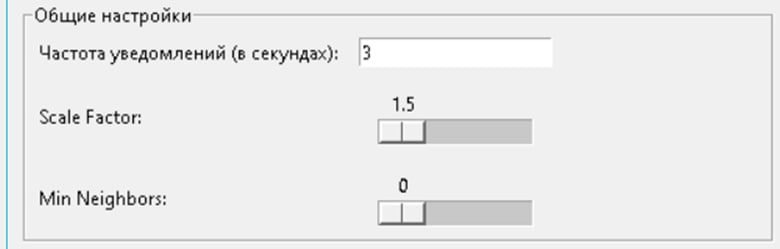 Общие настройки
Частота уведомлений (в секундах): 3
1.5
Scale Factor:
0
Min Neighbors: